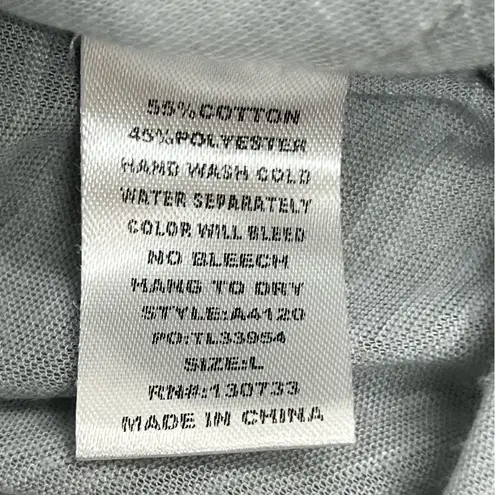 55%COTTON
45%POLYESTER
HAND WASH COLD
WATER SEPARATELY
COLOR WILL BLEED
NO BLEECH
HANG TO DRY
STYLE:A4120
PO:TL33954
SIZE:L
RN#:130733
MADE IN CHINA